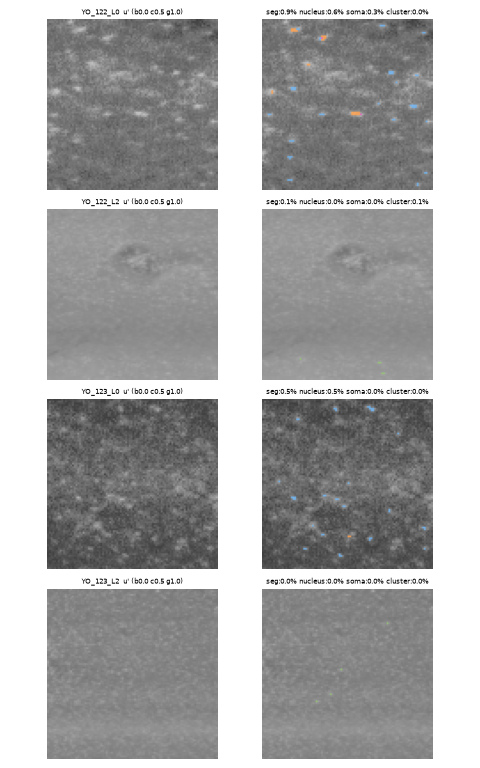 YO_122_L0 u' (b0.0 c0.5 g1.0)
seg:0.9% nucleus:0.6% soma:0.3% cluster:0.0%
YO_122_L2 u' (b0.0 c0.5 g1.0)
seg:0.1% nucleus:0.0% soma:0.0% cluster:0.1%
YO_123_L0 u' (b0.0 c0.5 g1.0)
seg:0.5% nucleus:0.5% soma:0.0% cluster:0.0%
YO_123_L2 u' (b0.0 c0.5 g1.0)
seg:0.0% nucleus:0.0% soma:0.0% cluster:0.0%